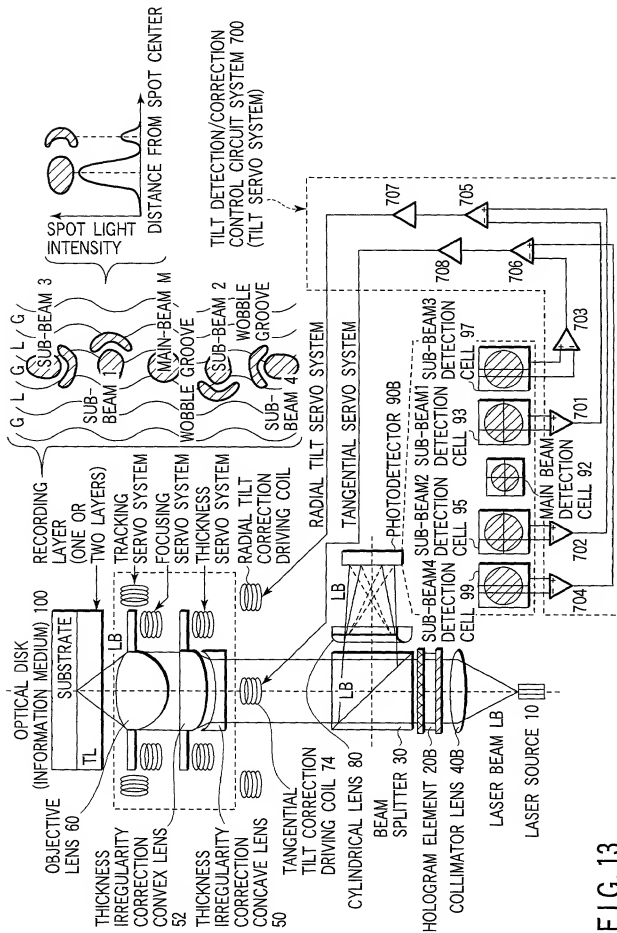 OPTICAL DISK
(INFORMATION MEDIUM) 100
SUBSTRATE
TL
OBJECTIVE
LENS 60
LB
THICKNESS
IRREGULARITY
CORRECTION
CONVEX LENS
52
THICKNESS
IRREGULARITY
CORRECTION
CONCAVE LENS
50
TANGENTIAL
TILT CORRECTION
DRIVING COIL 74
CYLINDRICAL LENS 80
BEAM
SPLITTER 30
HOLOGRAM ELEMENT 20B
COLLIMATOR LENS 40B
LASER BEAM LB
LASER SOURCE 10
LB
LB
RECORDING
LAYER
(ONE OR
TWO LAYERS)
TRACKING
SERVO SYSTEM
FOCUSING
SERVO SYSTEM
THICKNESS
SERVO SYSTEM
RADIAL TILT
CORRECTION
DRIVING COIL
RADIAL TILT SERVO SYSTEM
TANGENTIAL SERVO SYSTEM
PHOTODETECTOR 90B
G L G L G
SUB-BEAM 3
SUB-
BEAM 1
MAIN-BEAM M
WOBBLE GROOVE
SUB-BEAM 2
WOBBLE
GROOVE
SUB-
BEAM 4
SPOT LIGHT
INTENSITY
DISTANCE FROM SPOT CENTER
TILT DETECTION/CORRECTION
CONTROL CIRCUIT SYSTEM 700
(TILT SERVO SYSTEM)
707
705
708
706
703
SUB-BEAM3
DETECTION
CELL 97
SUB-BEAM1
DETECTION
CELL 93
701
MAIN BEAM
DETECTION
CELL 92
SUB-BEAM2
DETECTION
CELL 95
702
SUB-BEAM4
DETECTION
CELL 99
704
FIG. 13